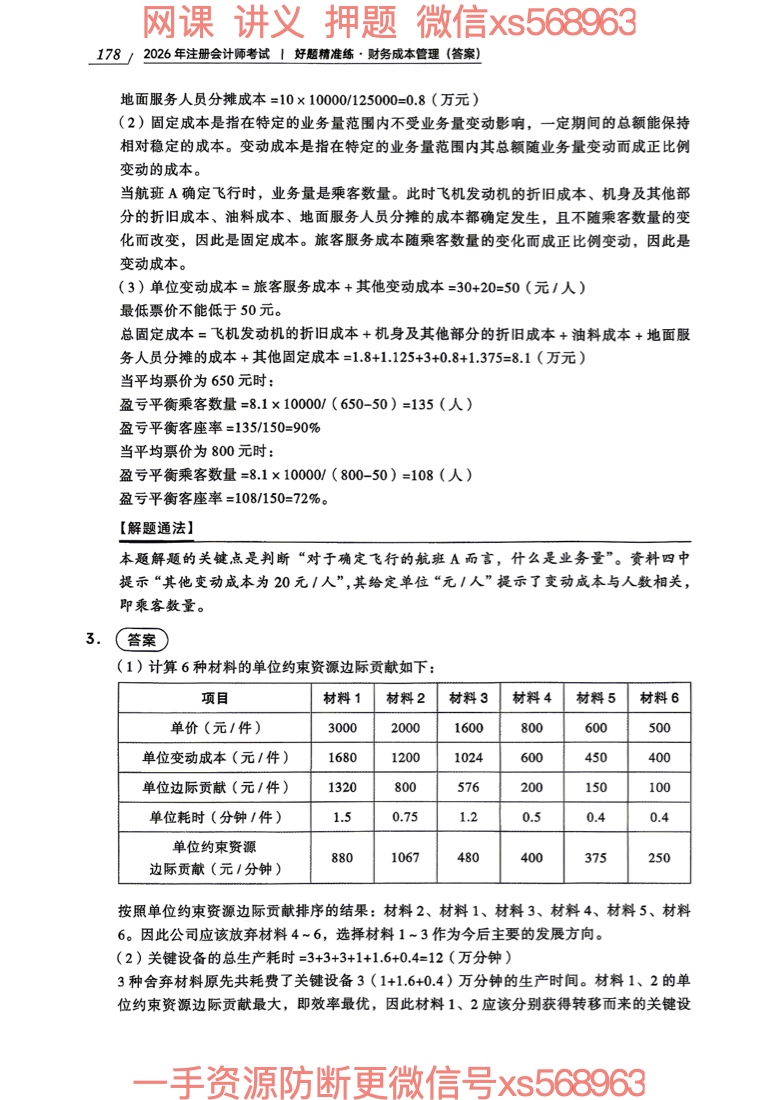 网课 讲义 押题 微信xs568963
178 / 2026年注册会计师考试 | 好题精准练·财务成本管理（答案）
地面服务人员分摊成本=10×10000/125000=0.8（万元）
（2）固定成本是指在特定的业务量范围内不受业务量变动影响，一定期间的总额能保持
相对稳定的成本。变动成本是指在特定的业务量范围内其总额随业务量变动而成正比例
变动的成本。
当航班A确定飞行时，业务量是乘客数量。此时飞机发动机的折旧成本、机身及其他部
分的折旧成本、油料成本、地面服务人员分摊的成本都确定发生，且不随乘客数量的变
化而改变，因此是固定成本。旅客服务成本随乘客数量的变化而成正比例变动，因此是
变动成本。
（3）单位变动成本=旅客服务成本+其他变动成本=30+20=50（元/人）
最低票价不能低于50元。
总固定成本=飞机发动机的折旧成本+机身及其他部分的折旧成本+油料成本+地面服
务人员分摊的成本+其他固定成本=1.8+1.125+3+0.8+1.375=8.1（万元）
当平均票价为650元时：
盈亏平衡乘客数量=8.1×10000/（650–50）=135（人）
盈亏平衡客座率=135/150=90%
当平均票价为800元时：
盈亏平衡乘客数量=8.1×10000/（800–50）=108（人）
盈亏平衡客座率=108/150=72%。
【解题通法】
本题解题的关键点是判断“对于确定飞行的航班A而言，什么是业务量”。资料四中
提示“其他变动成本为20元/人”，其给定单位“元/人”提示了变动成本与人数相关，
即乘客数量。
3. 答案
（1）计算6种材料的单位约束资源边际贡献如下：
项目 材料1 材料2 材料3 材料4 材料5 材料6
单价（元/件） 3000 2000 1600 800 600 500
单位变动成本（元/件） 1680 1200 1024 600 450 400
单位边际贡献（元/件） 1320 800 576 200 150 100
单位耗时（分钟/件） 1.5 0.75 1.2 0.5 0.4 0.4
单位约束资源
边际贡献（元/分钟） 880 1067 480 400 375 250
按照单位约束资源边际贡献排序的结果：材料2、材料1、材料3、材料4、材料5、材料
6。因此公司应该放弃材料4~6，选择材料1~3作为今后主要的发展方向。
（2）关键设备的总生产耗时=3+3+3+1+1.6+0.4=12（万分钟）
3种舍弃材料原先共耗费了关键设备3（1+1.6+0.4）万分钟的生产时间。材料1、2的单
位约束资源边际贡献最大，即效率最优，因此材料1、2应该分别获得转移而来的关键设
一手资源防断更微信号xs568963